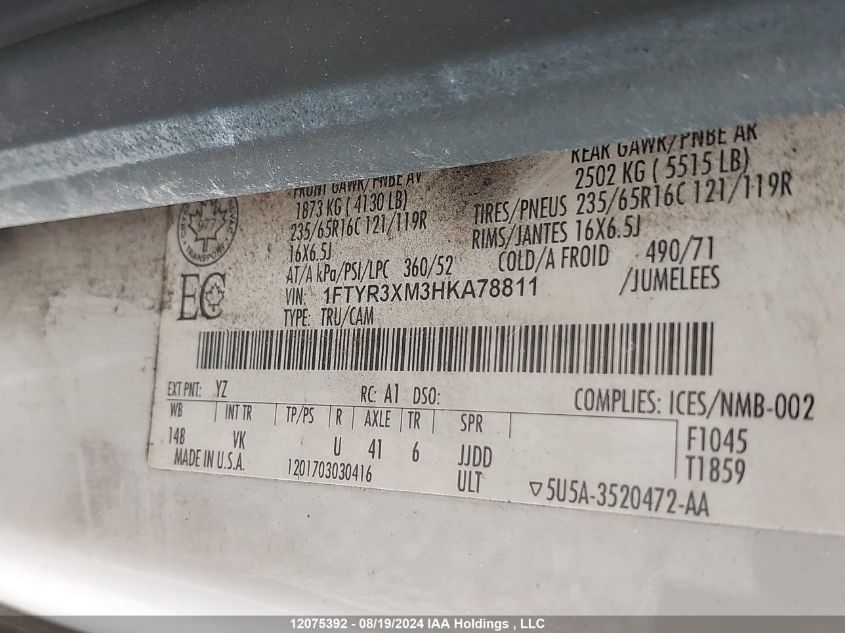 FRONT GAWR/PNBE AV
1873 KG ( 4130 LB)
235/65R16C 121/119R
16X6.5J
AT/A kPa/PSI/LPC 360/52
REAR GAWR/PNBE AR
2502 KG ( 5515 LB)
TIRES/PNEUS 235/65R16C 121/119R
RIMS/JANTES 16X6.5J
COLD/A FROID 490/71
/JUMELEES
EC
VIN: 1FTYR3XM3HKA78811
TYPE: TRU/CAM
EXT PNT: YZ RC: A1 DSO:
COMPLIES: ICES/NMB-002
WB INT TR TP/PS R AXLE TR SPR
148 VK U 41 6 JJDD
F1045
T1859
MADE IN U.S.A. 1201703030416 ULT
▽5U5A-3520472-AA
12075392 - 08/19/2024 IAA Holdings , LLC